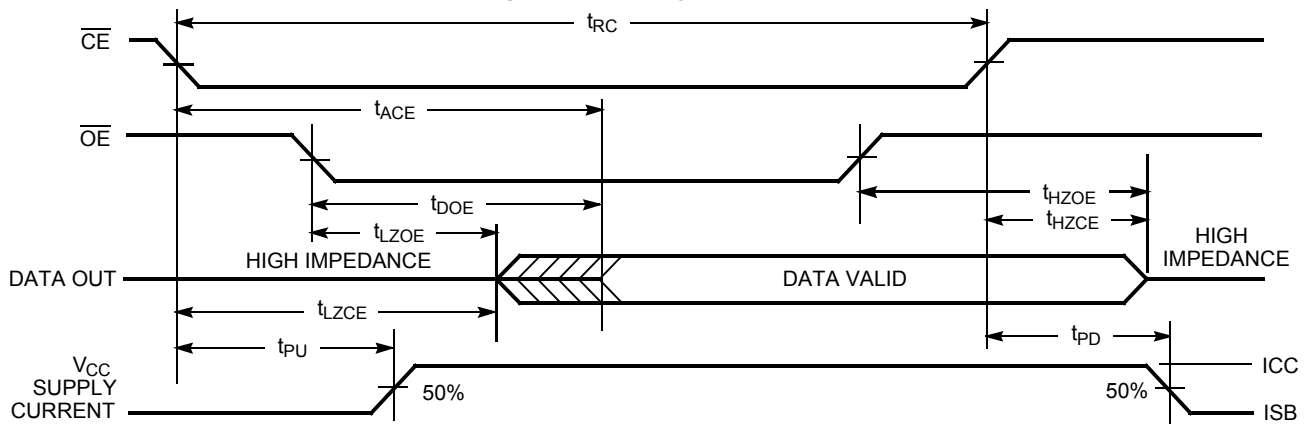 tRC
CE
tACE
OE
tDOE
tHZOE
tLZOE
tHZCE
HIGH IMPEDANCE
HIGH
IMPEDANCE
DATA OUT
DATA VALID
tLZCE
tPU
tPD
VCC
SUPPLY
CURRENT
50%
50%
ICC
ISB